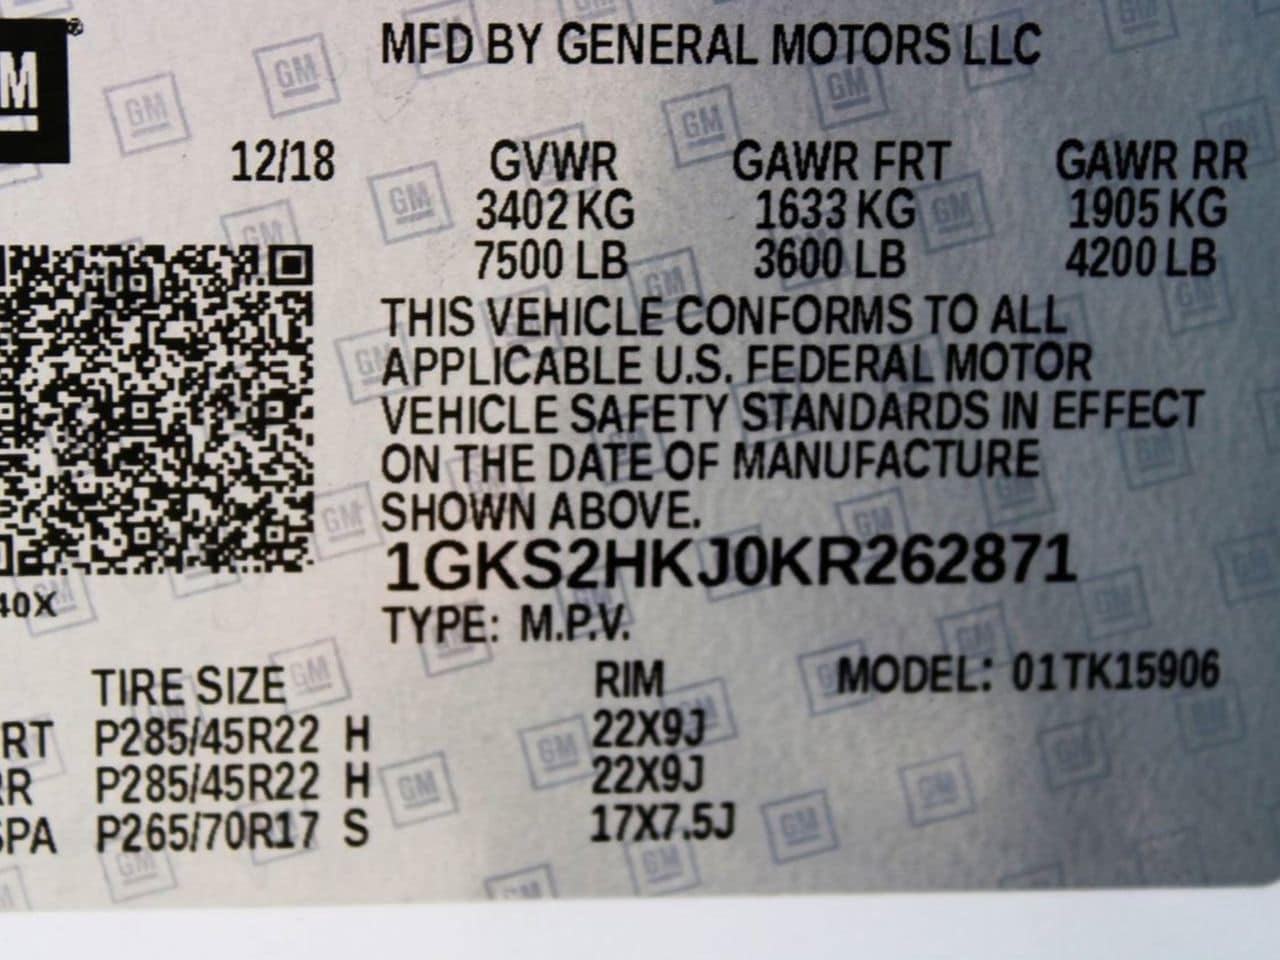 MFD BY GENERAL MOTORS LLC
12/18 GVWR GAWR FRT GAWR RR
3402 KG 1633 KG 1905 KG
7500 LB 3600 LB 4200 LB
THIS VEHICLE CONFORMS TO ALL
APPLICABLE U.S. FEDERAL MOTOR
VEHICLE SAFETY STANDARDS IN EFFECT
ON THE DATE OF MANUFACTURE
SHOWN ABOVE.
1GKS2HKJ0KR262871
40X
TYPE: M.P.V.
TIRE SIZE RIM MODEL: 01TK15906
RT P285/45R22 H 22X9J
R P285/45R22 H 22X9J
SPA P265/70R17 S 17X7.5J